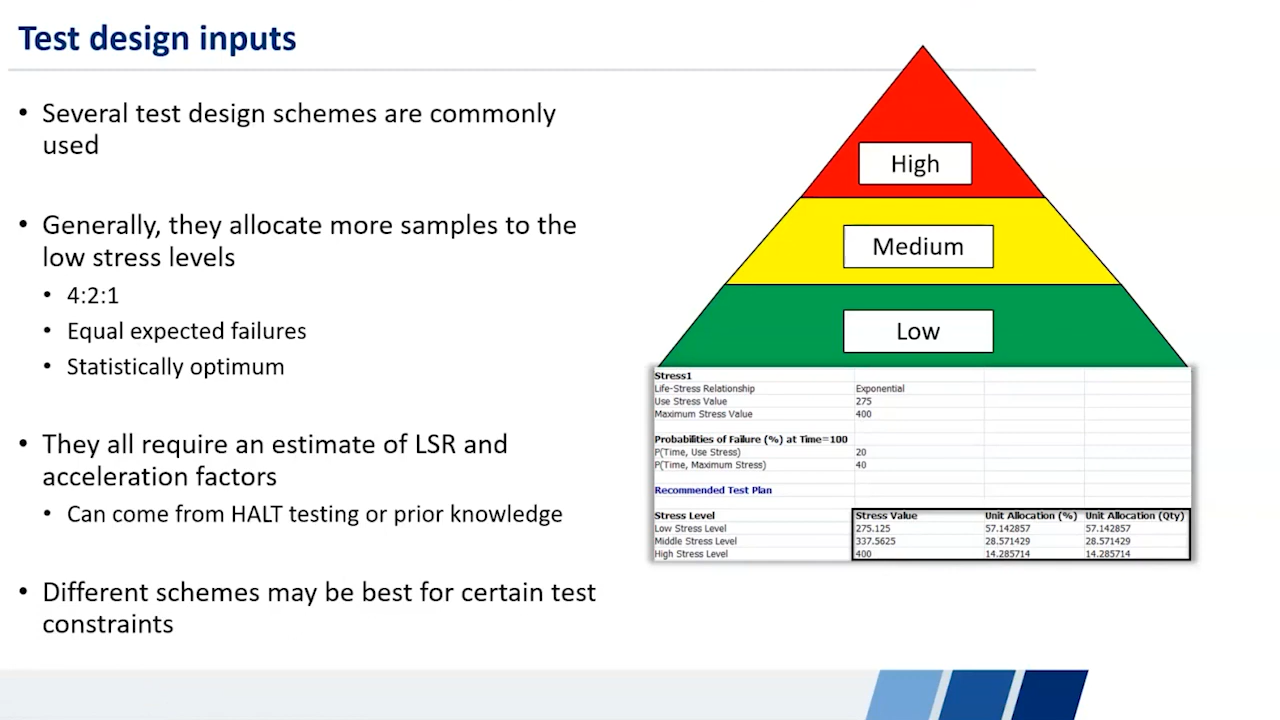 Test design inputs
• Several test design schemes are commonly
used
• Generally, they allocate more samples to the
low stress levels
• 4:2:1
• Equal expected failures
• Statistically optimum
• They all require an estimate of LSR and
acceleration factors
• Can come from HALT testing or prior knowledge
• Different schemes may be best for certain test
constraints
High
Medium
Low
Stress1
Life-Stress Relationship Exponential
Use Stress Value 275
Maximum Stress Value 400
Probabilities of Failure (%) at Time=100
P(Time, Use Stress) 20
P(Time, Maximum Stress) 40
Recommended Test Plan
Stress Level Stress Value Unit Allocation (%) Unit Allocation (Qty)
Low Stress Level 275.125 57.142857 57.142857
Middle Stress Level 337.5625 28.571429 28.571429
High Stress Level 400 14.285714 14.285714